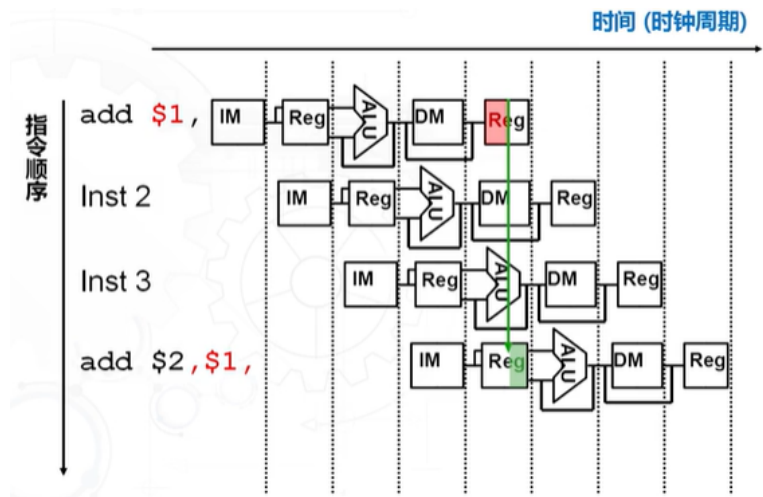 时间 (时钟周期)
指令顺序
add $1, IM Reg ALU DM Reg
Inst 2 IM Reg ALU DM Reg
Inst 3 IM Reg ALU DM Reg
add $2,$1, IM Reg ALU DM Reg